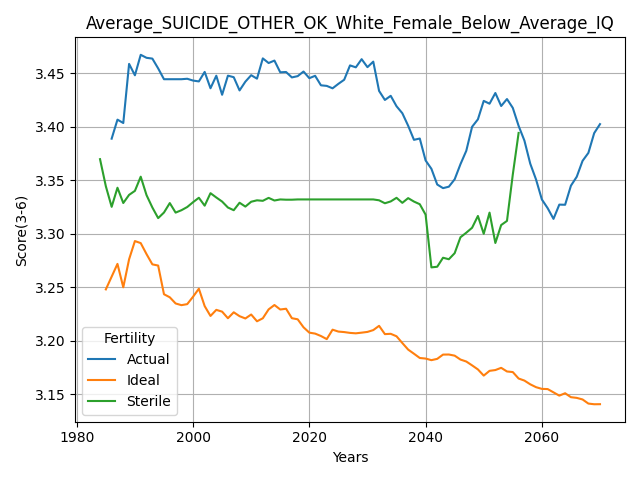 Average_SUICIDE_OTHER_OK_White_Female_Below_Average_IQ
Score(3-6)
3.45
3.40
3.35
3.30
3.25
3.20
3.15
Fertility
Actual
Ideal
Sterile
1980
2000
2020
2040
2060
Years